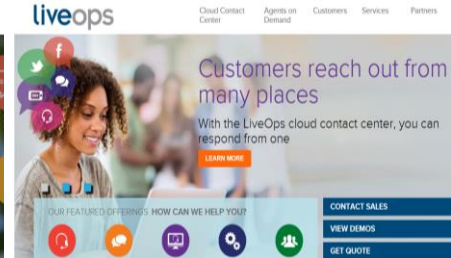 liveops
Cloud Contact
Center
Agents on
Demand
Customers
Services
Partners
Customers reach out from
many places
With the LiveOps cloud contact center, you can
respond from one
LEARN MORE
OUR FEATURED OFFERINGS HOW CAN WE HELP YOU?
CONTACT SALES
VIEW DEMOS
GET QUOTE